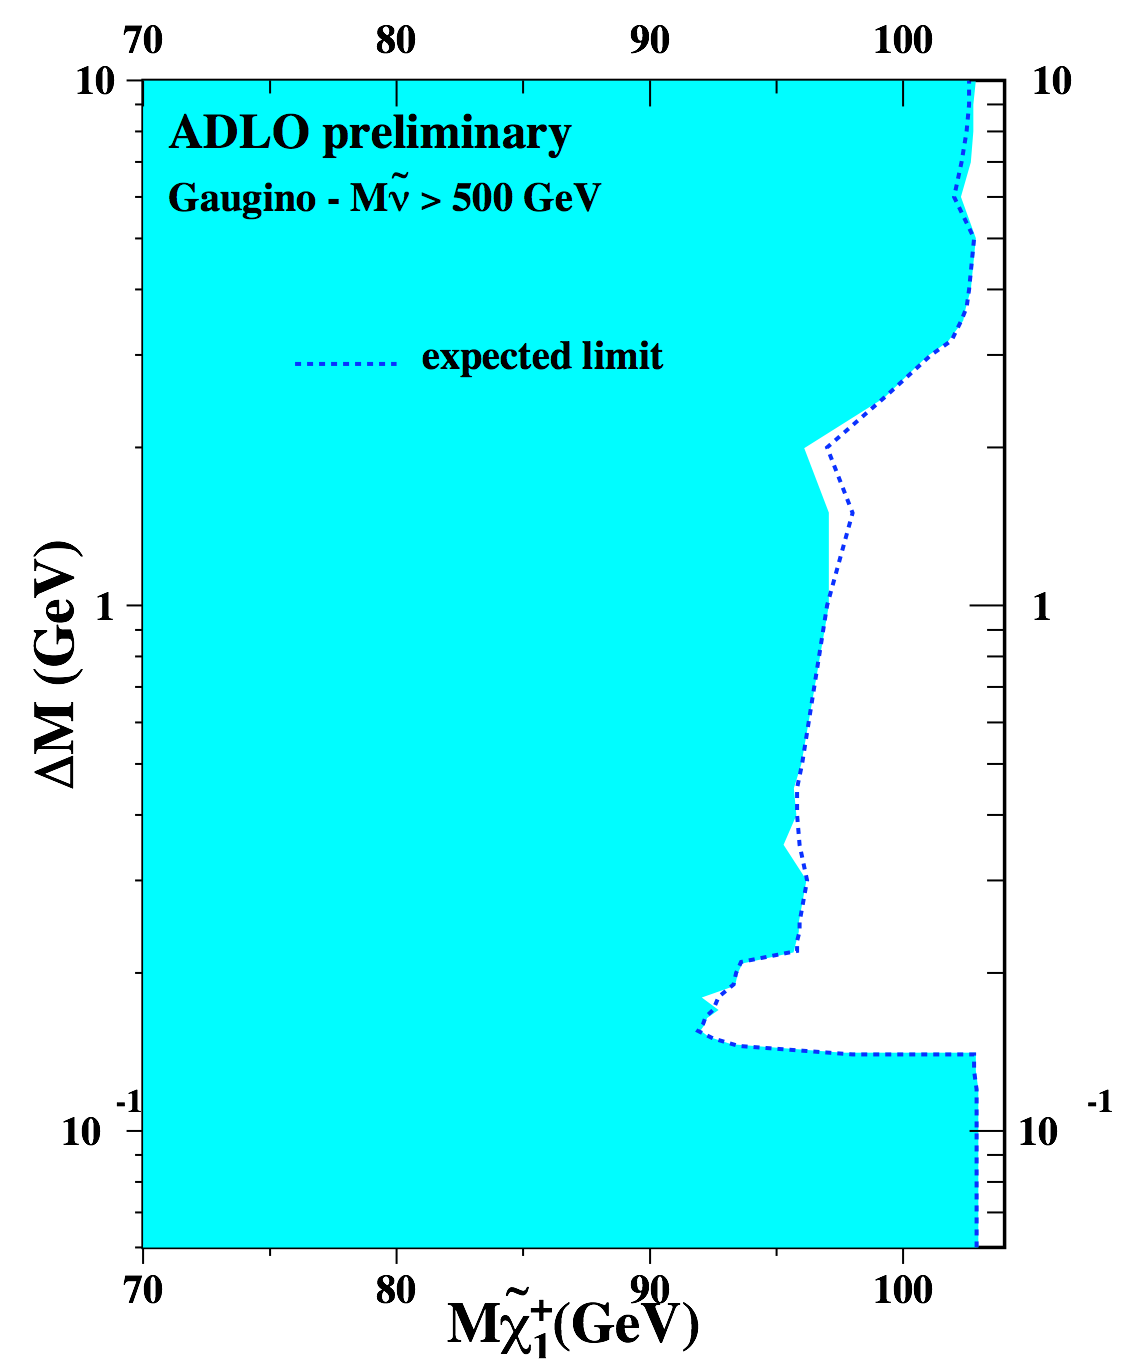 70 80 90 100
10 10
ADLO preliminary
Gaugino - Mν̃ > 500 GeV
expected limit
ΔM (GeV)
1 1
10⁻¹ 10⁻¹
70 80 90 100
Mχ̃₁⁺(GeV)